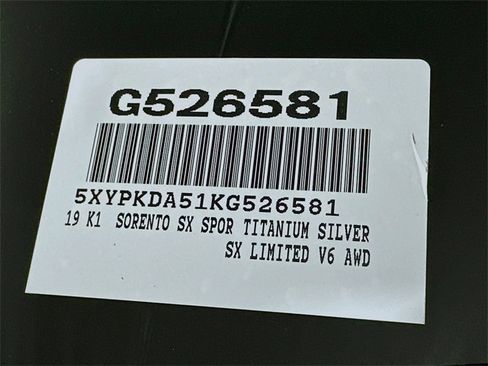 G526581
5XYPKDA51KG526581
19 K1 SORENTO SX SPOR TITANIUM SILVER
SX LIMITED V6 AWD